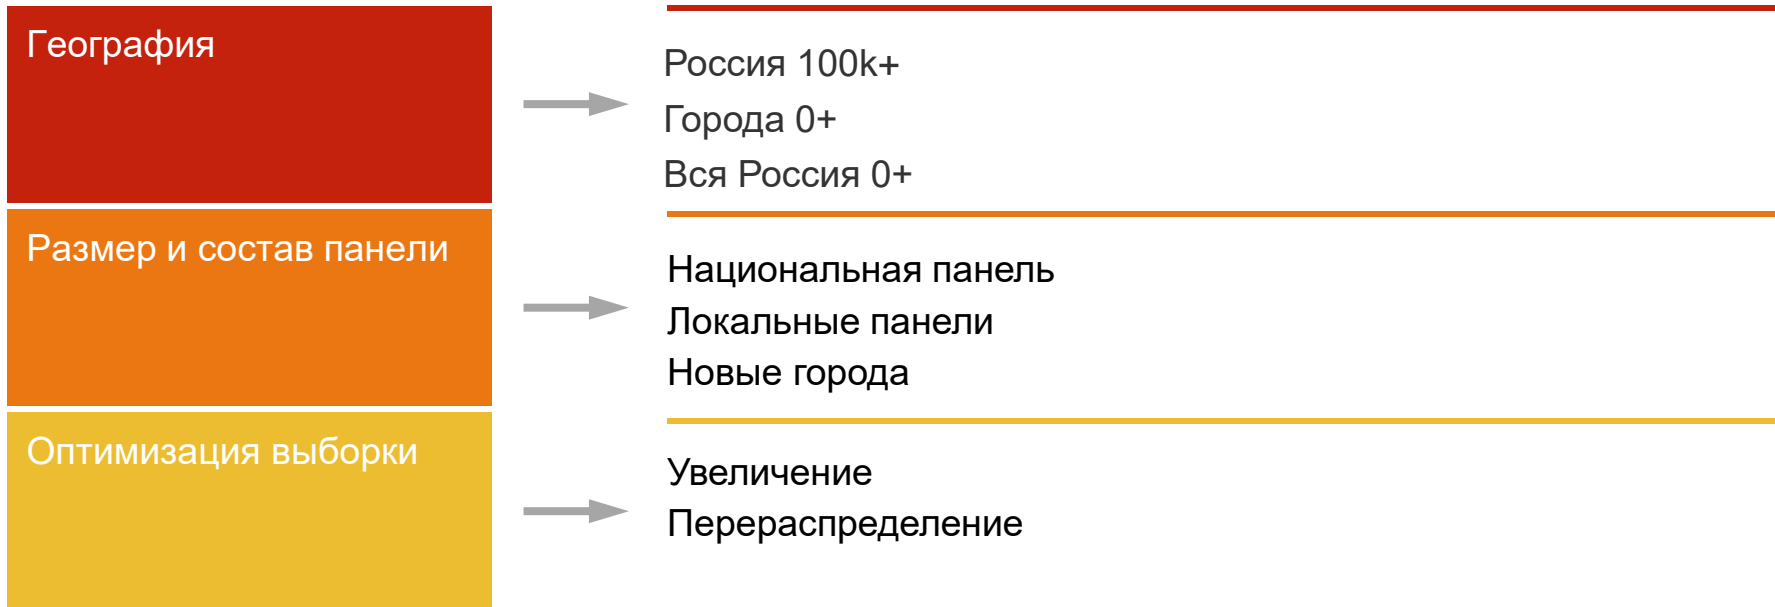 География
Россия 100k+
Города 0+
Вся Россия 0+
Размер и состав панели
Национальная панель
Локальные панели
Новые города
Оптимизация выборки
Увеличение
Перераспределение